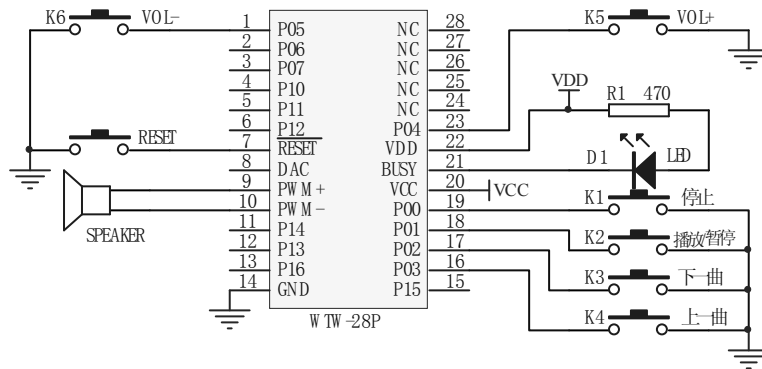 K6 VOL-
K5 VOL+
1 P05 NC 28
2 P06 NC 27
3 P07 NC 26
4 P10 NC 25
5 P11 NC 24
6 P12 P04 23
7 RESET VDD 22
8 DAC BUSY 21
9 PWM+ VCC 20
10 PWM- P00 19
11 P14 P01 18
12 P13 P02 17
13 P16 P03 16
14 GND P15 15
WTW-28P
RESET
SPEAKER
VDD
R1 470
D1 LED
VCC
K1 停止
K2 播放暂停
K3 下一曲
K4 上一曲